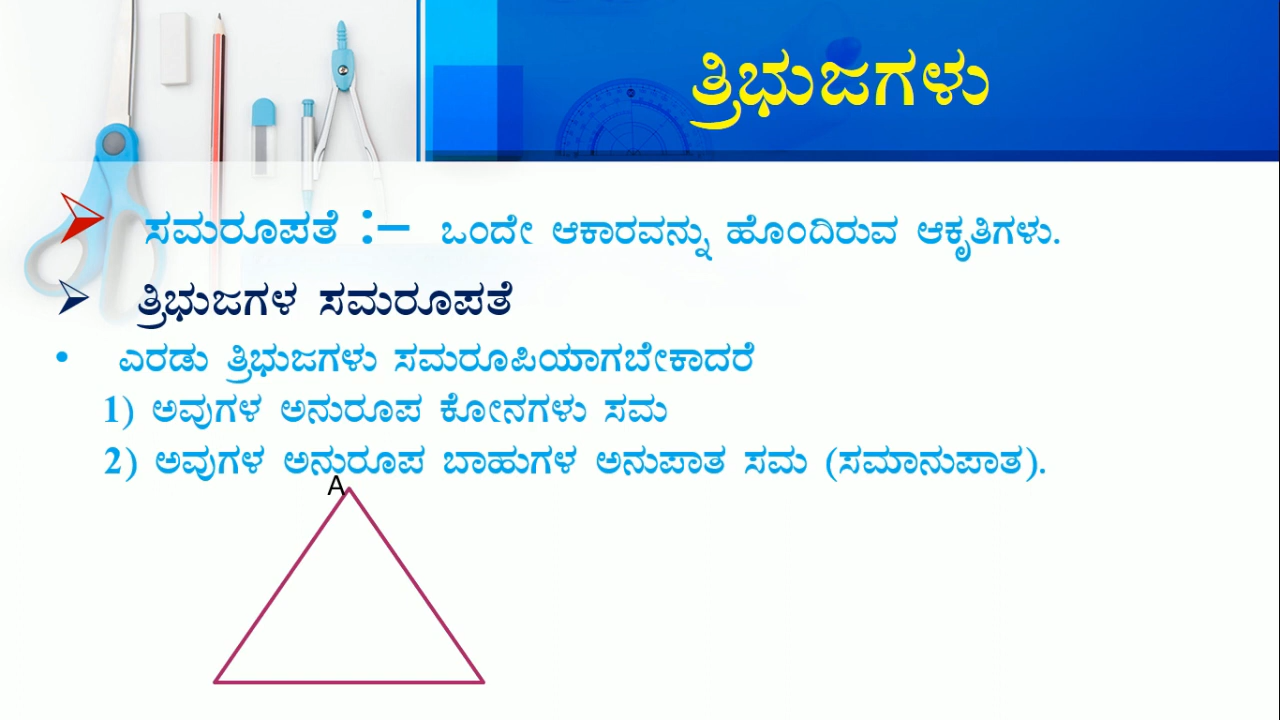 ತ್ರಿಭುಜಗಳು
ಸಮರೂಪತೆ :– ಒಂದೇ ಆಕಾರವನ್ನು ಹೊಂದಿರುವ ಆಕೃತಿಗಳು.
ತ್ರಿಭುಜಗಳ ಸಮರೂಪತೆ
• ಎರಡು ತ್ರಿಭುಜಗಳು ಸಮರೂಪಿಯಾಗಬೇಕಾದರೆ
1) ಅವುಗಳ ಅನುರೂಪ ಕೋನಗಳು ಸಮ
2) ಅವುಗಳ ಅನುರೂಪ ಬಾಹುಗಳ ಅನುಪಾತ ಸಮ (ಸಮಾನುಪಾತ).
A